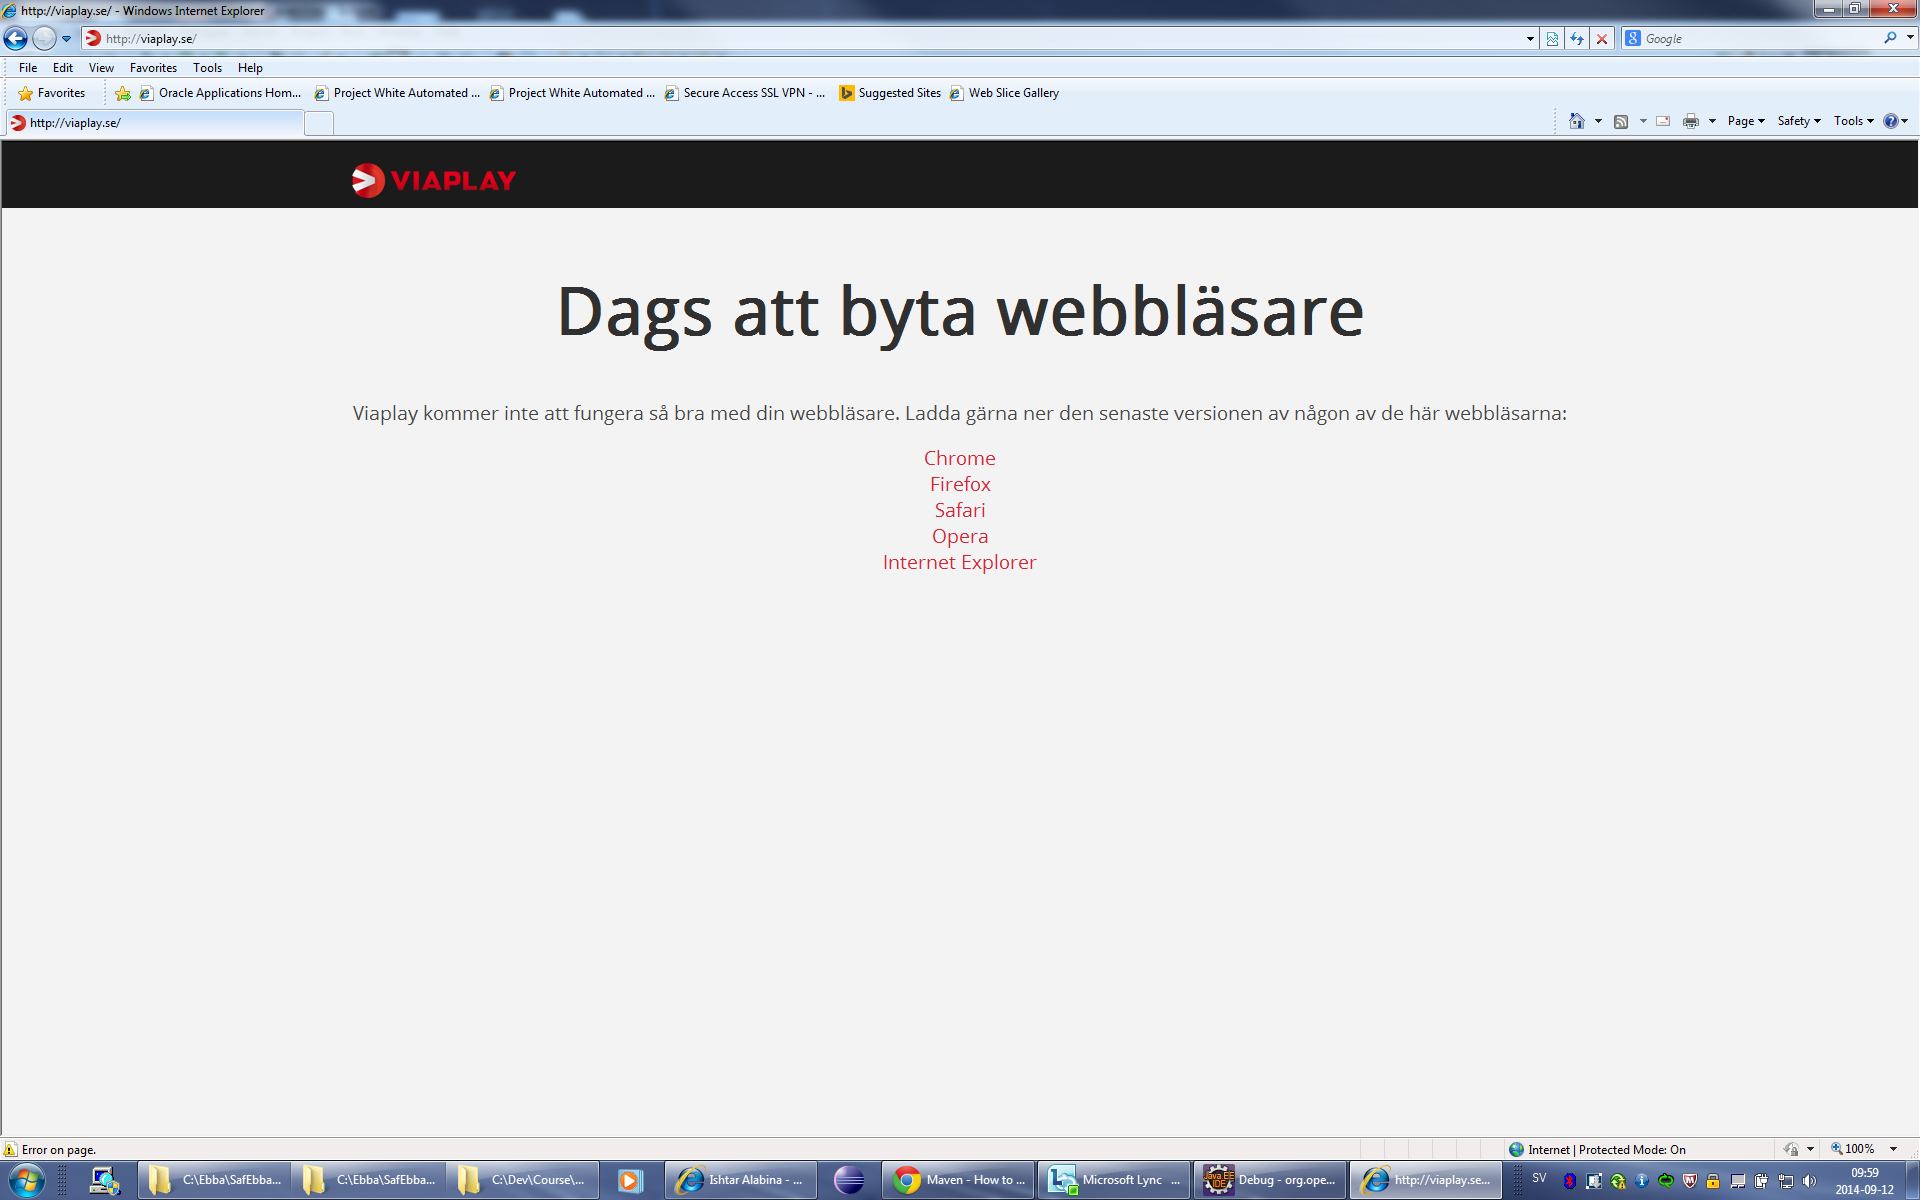 http://viaplay.se/ - Windows Internet Explorer
http://viaplay.se/
Google
File Edit View Favorites Tools Help
Favorites Oracle Applications Hom... Project White Automated ... Project White Automated ... Secure Access SSL VPN - ... Suggested Sites Web Slice Gallery
http://viaplay.se/
Page Safety Tools
VIAPLAY
Dags att byta webbläsare
Viaplay kommer inte att fungera så bra med din webbläsare. Ladda gärna ner den senaste versionen av någon av de här webbläsarna:
Chrome
Firefox
Safari
Opera
Internet Explorer
Error on page.
Internet | Protected Mode: On
100%
C:\Ebba\SafEbba... C:\Ebba\SafEbba... C:\Dev\Course\... Ishtar Alabina - ... Maven - How to ... Microsoft Lync ... Java EE IDE Debug - org.ope... http://viaplay.se... SV
09:59
2014-09-12